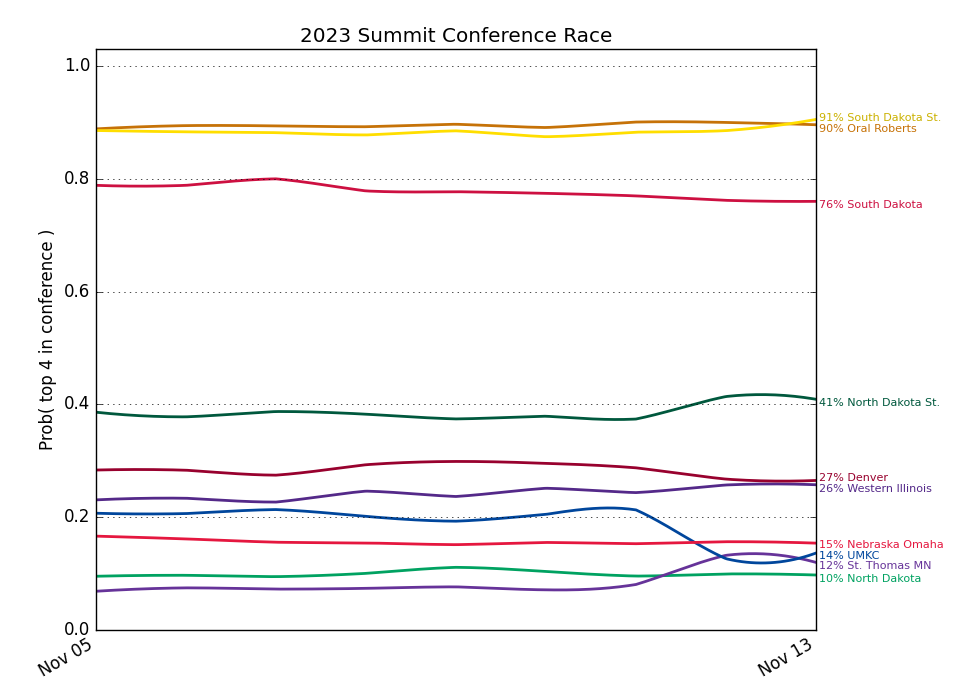 2023 Summit Conference Race
Prob( top 4 in conference )
1.0
0.8
0.6
0.4
0.2
0.0
Nov 05
Nov 13
91% South Dakota St.
90% Oral Roberts
76% South Dakota
41% North Dakota St.
27% Denver
26% Western Illinois
15% Nebraska Omaha
14% UMKC
12% St. Thomas MN
10% North Dakota